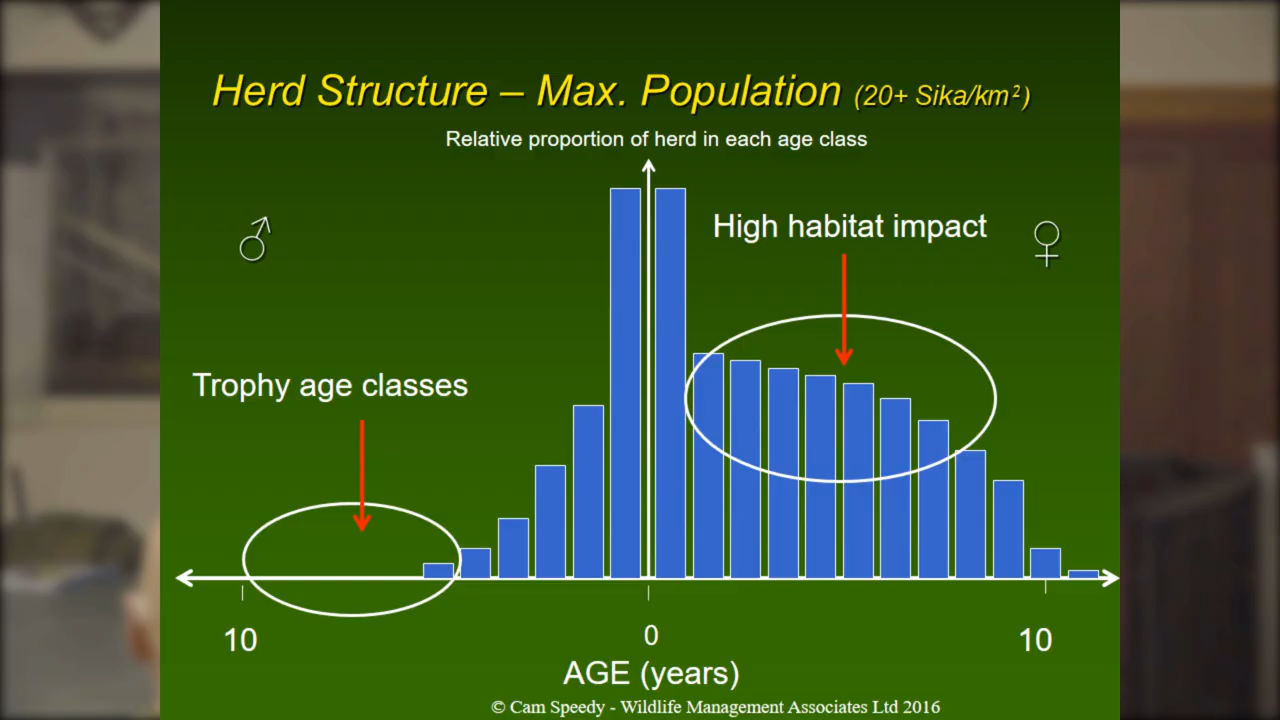 Herd Structure – Max. Population (20+ Sika/km²)
Relative proportion of herd in each age class
♂
High habitat impact
♀
Trophy age classes
10
0
10
AGE (years)
© Cam Speedy - Wildlife Management Associates Ltd 2016